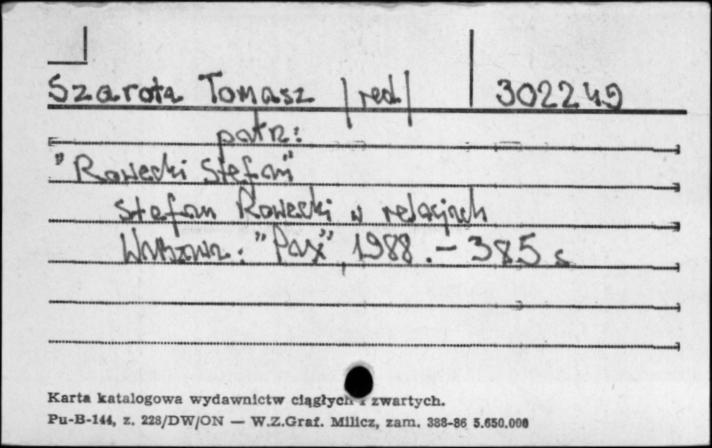 Szarota Tomasz |red| 302249
patrz:
"Rowecki Stefan"
Stefan Rowecki w relacjach
Warszawa: "Pax", 1988. – 385 s
Karta katalogowa wydawnictw ciągłych i zwartych.
Pu-B-144, z. 228/DW/ON — W.Z.Graf. Milicz, zam. 388-86 5.650.000